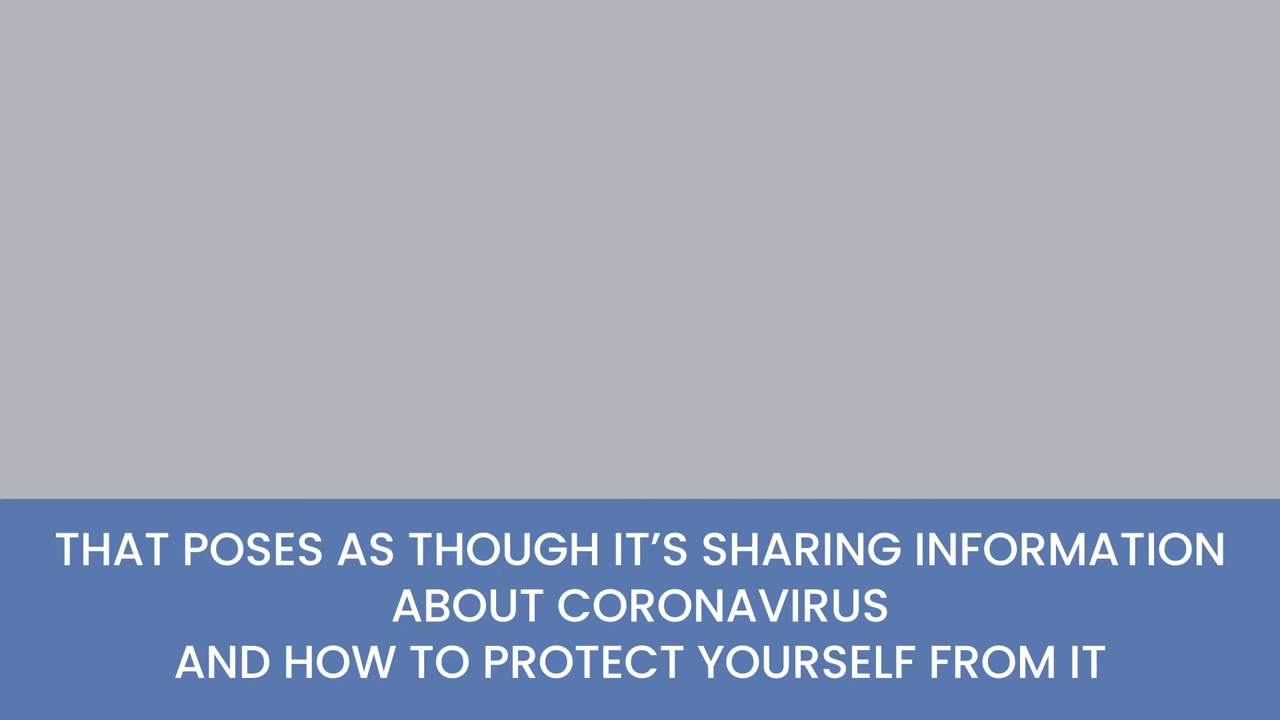 THAT POSES AS THOUGH IT’S SHARING INFORMATION
ABOUT CORONAVIRUS
AND HOW TO PROTECT YOURSELF FROM IT